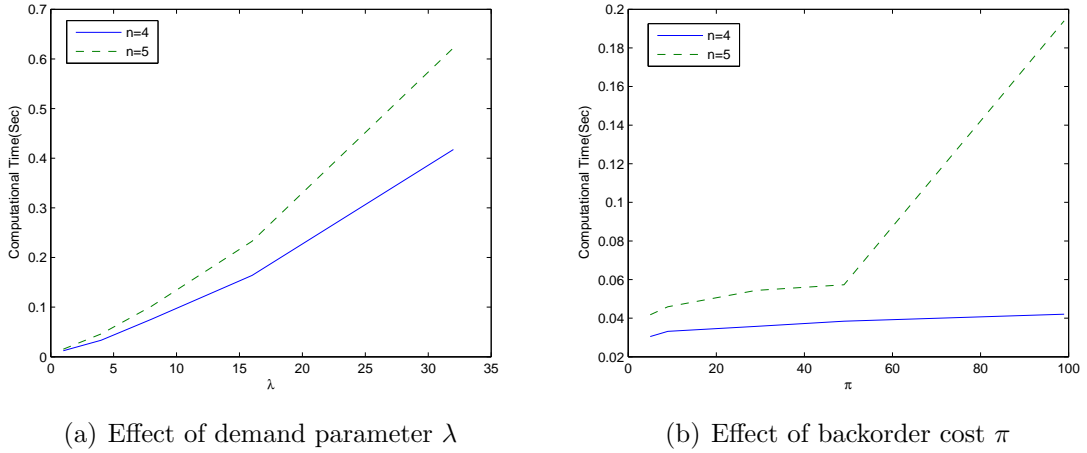 0.7
0.6
0.5
0.4
0.3
0.2
0.1
0
Computational Time(Sec)
n=4
n=5
0 5 10 15 20 25 30 35
λ
(a) Effect of demand parameter λ
0.2
0.18
0.16
0.14
0.12
0.1
0.08
0.06
0.04
0.02
Computational Time(Sec)
n=4
n=5
0 20 40 60 80 100
π
(b) Effect of backorder cost π